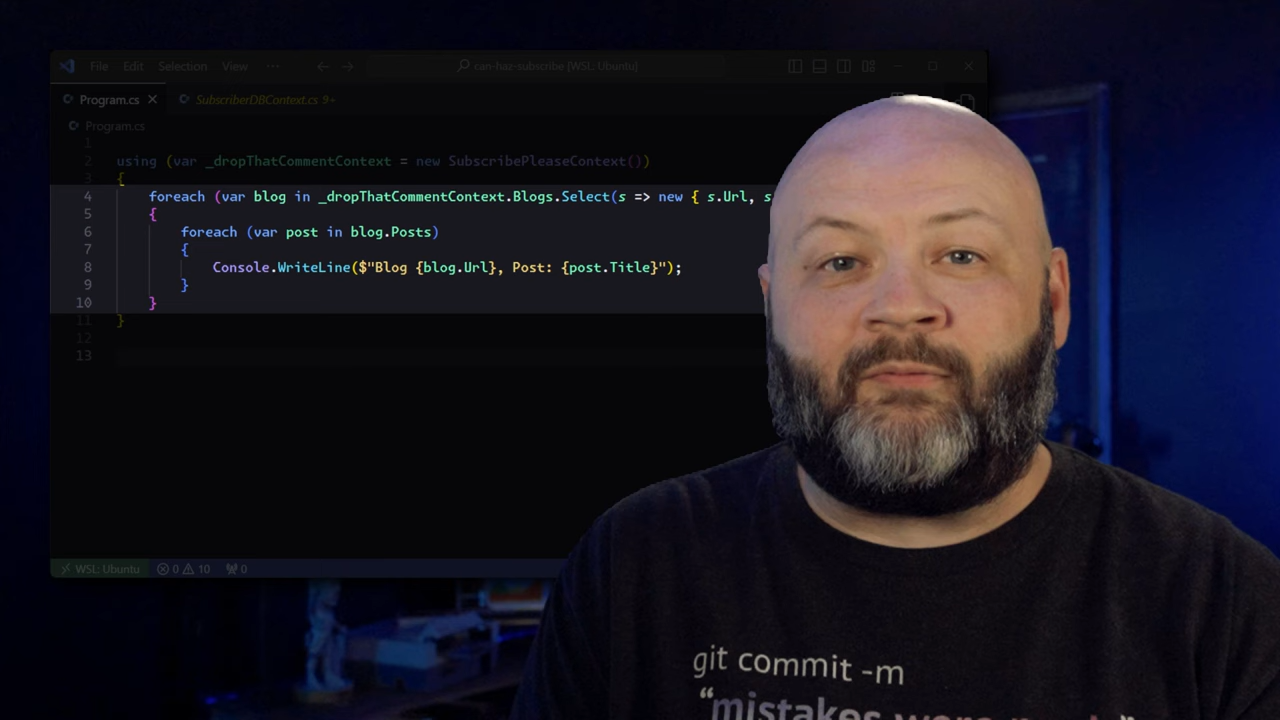 File Edit Selection View ··· can-haz-subscribe [WSL: Ubuntu]
Program.cs SubscriberDBContext.cs 9+
Program.cs
1
2 using (var _dropThatCommentContext = new SubscribePleaseContext())
3 {
4 foreach (var blog in _dropThatCommentContext.Blogs.Select(s => new { s.Url, s
5 {
6 foreach (var post in blog.Posts)
7 {
8 Console.WriteLine($"Blog {blog.Url}, Post: {post.Title}");
9 }
10 }
11 }
12
13
WSL: Ubuntu 0 10 0
git commit -m
“mistakes were